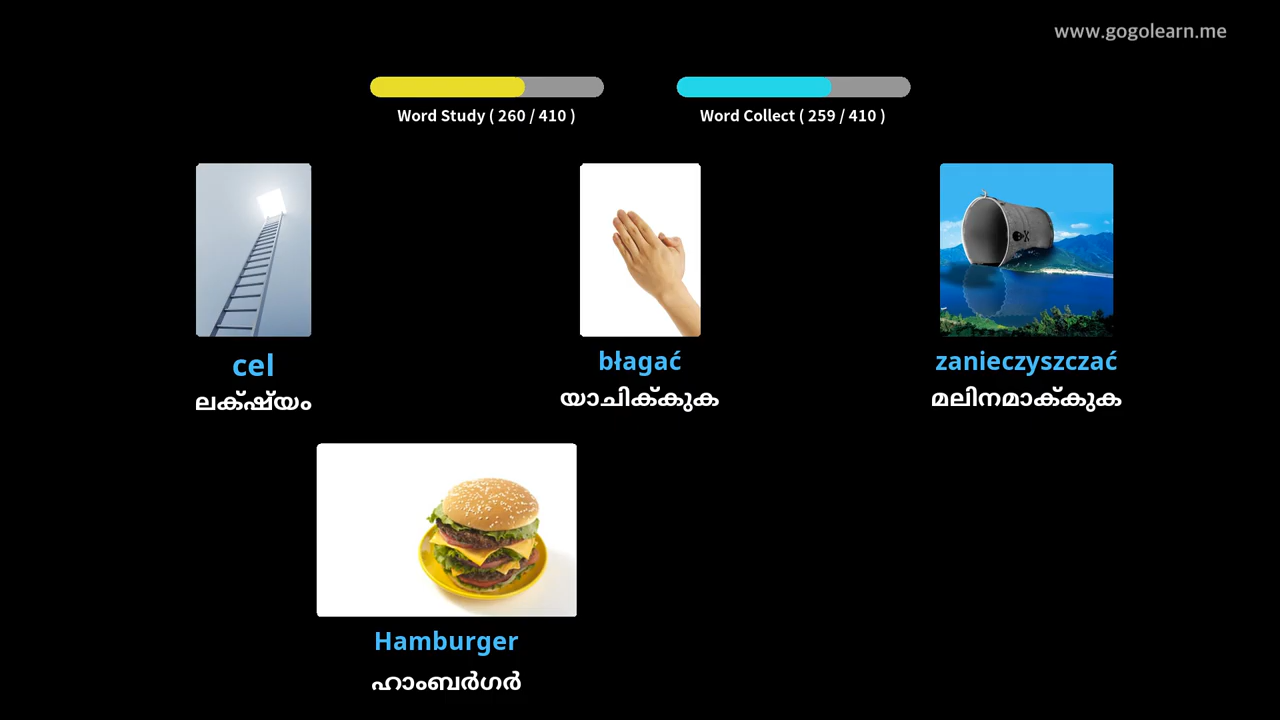 www.gogolearn.me
Word Study ( 260 / 410 )
Word Collect ( 259 / 410 )
cel
ലക്ഷ്യം
błagać
യാചിക്കുക
zanieczyszczać
മലിനമാക്കുക
Hamburger
ഹാംബർഗർ